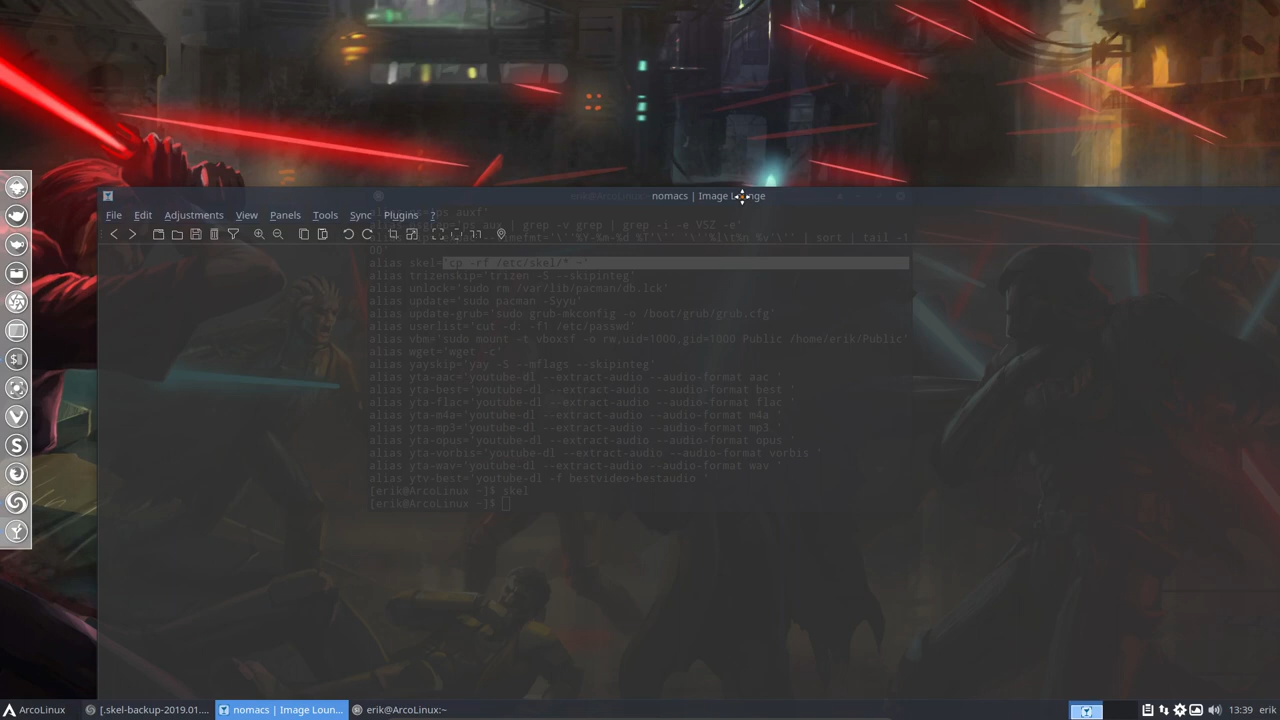 nomacs | Image Lounge
File Edit Adjustments View Panels Tools Sync Plugins ?
| grep -v grep | grep -i -e VSZ -e'
00'
alias skel='cp -rf /etc/skel/* ~'
alias trizenskip='trizen -S --skipinteg'
alias unlock='sudo rm /var/lib/pacman/db.lck'
alias update='sudo pacman -Syyu'
alias update-grub='sudo grub-mkconfig -o /boot/grub/grub.cfg'
alias userlist='cut -d: -f1 /etc/passwd'
alias vbm='sudo mount -t vboxsf -o rw,uid=1000,gid=1000 Public /home/erik/Public'
alias wget='wget -c'
alias yayskip='yay -S --mflags --skipinteg'
alias yta-aac='youtube-dl --extract-audio --audio-format aac '
alias yta-best='youtube-dl --extract-audio --audio-format best '
alias yta-flac='youtube-dl --extract-audio --audio-format flac '
alias yta-m4a='youtube-dl --extract-audio --audio-format m4a '
alias yta-mp3='youtube-dl --extract-audio --audio-format mp3 '
alias yta-opus='youtube-dl --extract-audio --audio-format opus '
alias yta-vorbis='youtube-dl --extract-audio --audio-format vorbis '
alias yta-wav='youtube-dl --extract-audio --audio-format wav '
alias ytv-best='youtube-dl -f bestvideo+bestaudio '
[erik@ArcoLinux ~]$ skel
[erik@ArcoLinux ~]$
ArcoLinux [.skel-backup-2019.01.... nomacs | Image Loun... erik@ArcoLinux:~ 13:39 erik